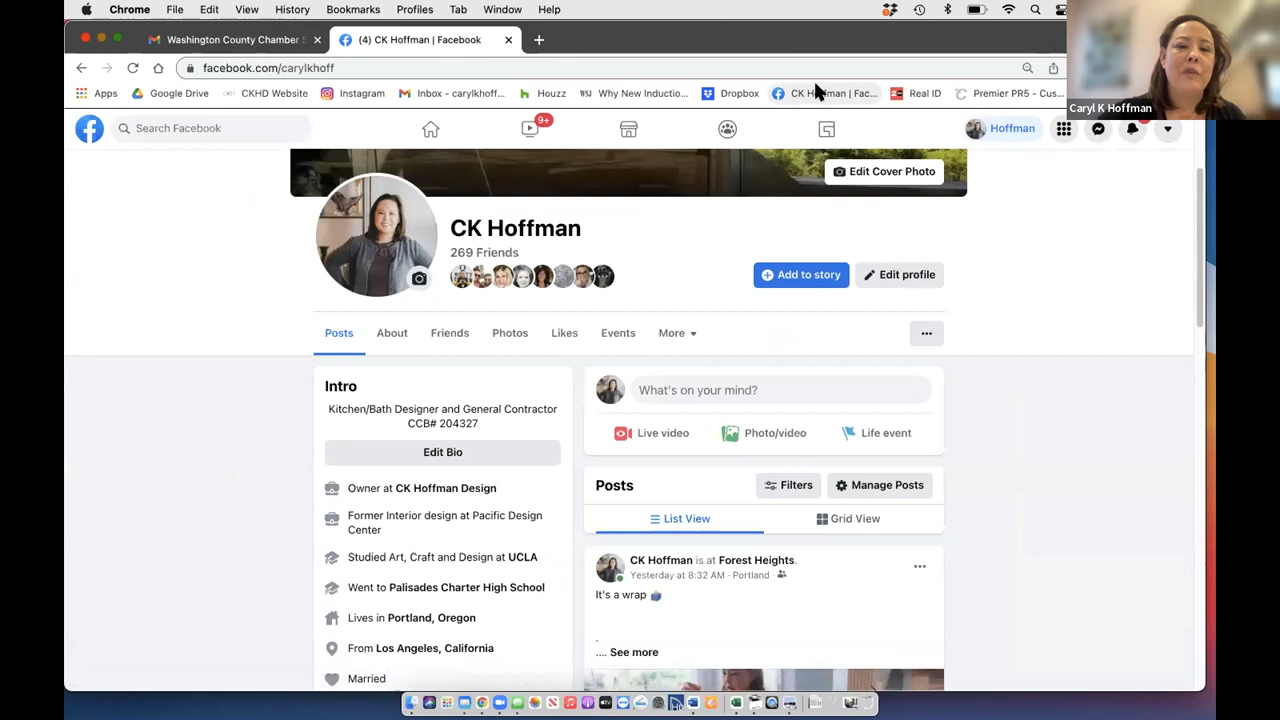 Chrome File Edit View History Bookmarks Profiles Tab Window Help
Washington County Chamber
(4) CK Hoffman | Facebook
facebook.com/carylkhoff
Apps Google Drive CKHD Website Instagram Inbox - carylkhoff... Houzz WSJ Why New Inductio... Dropbox CK Hoffman | Fac... Real ID Premier PR5 - Cus...
Caryl K Hoffman
Search Facebook
9+
Hoffman
Edit Cover Photo
CK Hoffman
269 Friends
Add to story Edit profile
Posts About Friends Photos Likes Events More
Intro
Kitchen/Bath Designer and General Contractor
CCB# 204327
Edit Bio
Owner at CK Hoffman Design
Former Interior design at Pacific Design
Center
Studied Art, Craft and Design at UCLA
Went to Palisades Charter High School
Lives in Portland, Oregon
From Los Angeles, California
Married
What's on your mind?
Live video Photo/video Life event
Posts Filters Manage Posts
List View Grid View
CK Hoffman is at Forest Heights.
Yesterday at 8:32 AM · Portland ·
It's a wrap
.
.... See more